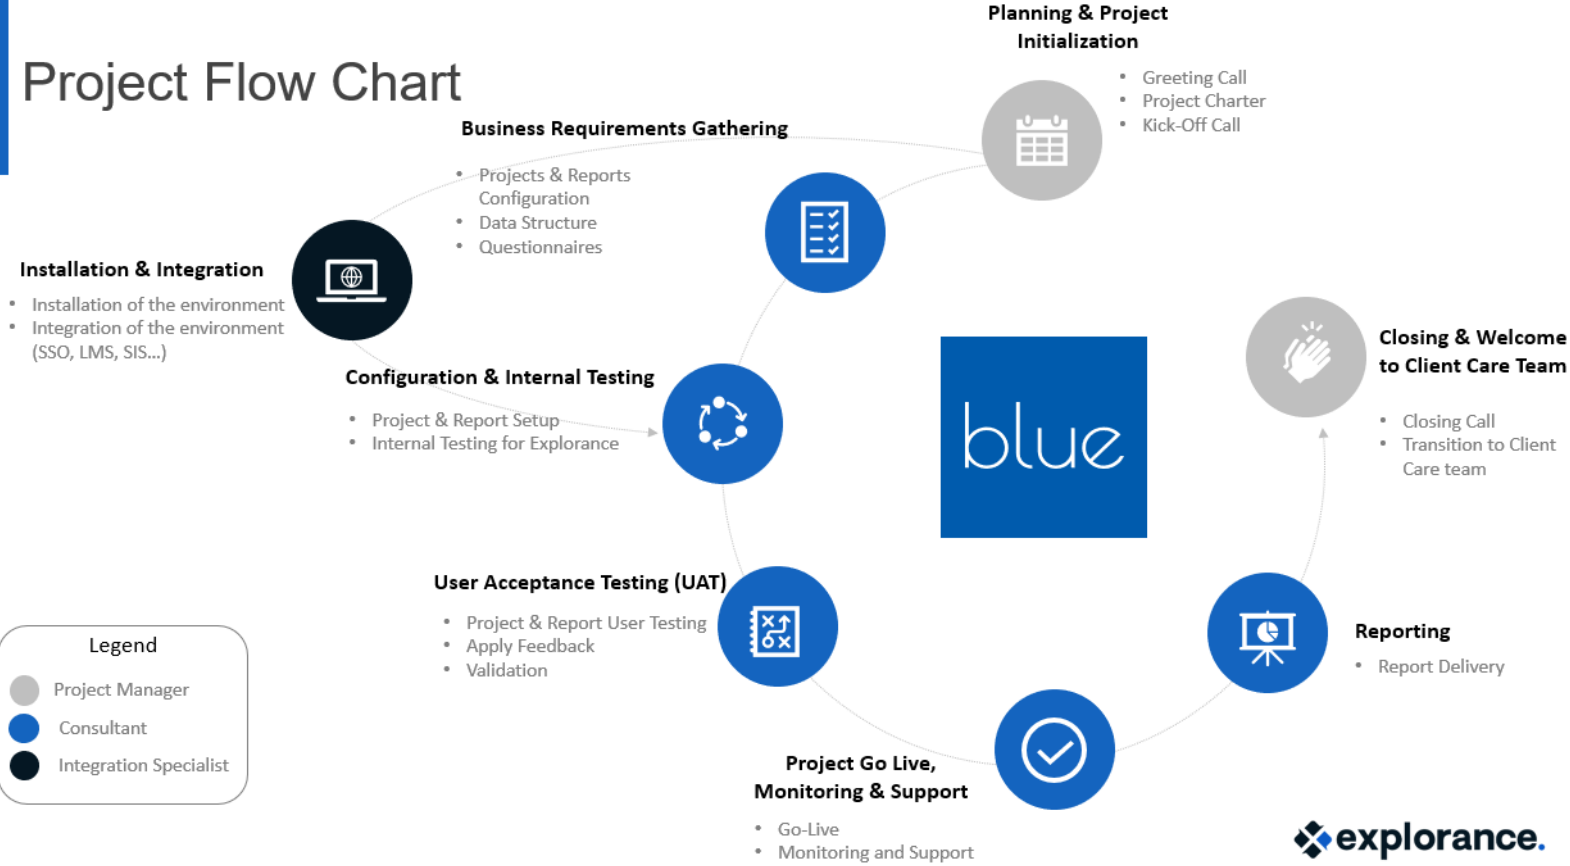 Project Flow Chart
Planning & Project
Initialization
• Greeting Call
• Project Charter
• Kick-Off Call
Business Requirements Gathering
• Projects & Reports
Configuration
• Data Structure
• Questionnaires
Installation & Integration
• Installation of the environment
• Integration of the environment
(SSO, LMS, SIS...)
Configuration & Internal Testing
• Project & Report Setup
• Internal Testing for Explorance
User Acceptance Testing (UAT)
• Project & Report User Testing
• Apply Feedback
• Validation
Project Go Live,
Monitoring & Support
• Go-Live
• Monitoring and Support
Reporting
• Report Delivery
Closing & Welcome
to Client Care Team
• Closing Call
• Transition to Client
Care team
blue
Legend
Project Manager
Consultant
Integration Specialist
explorance.